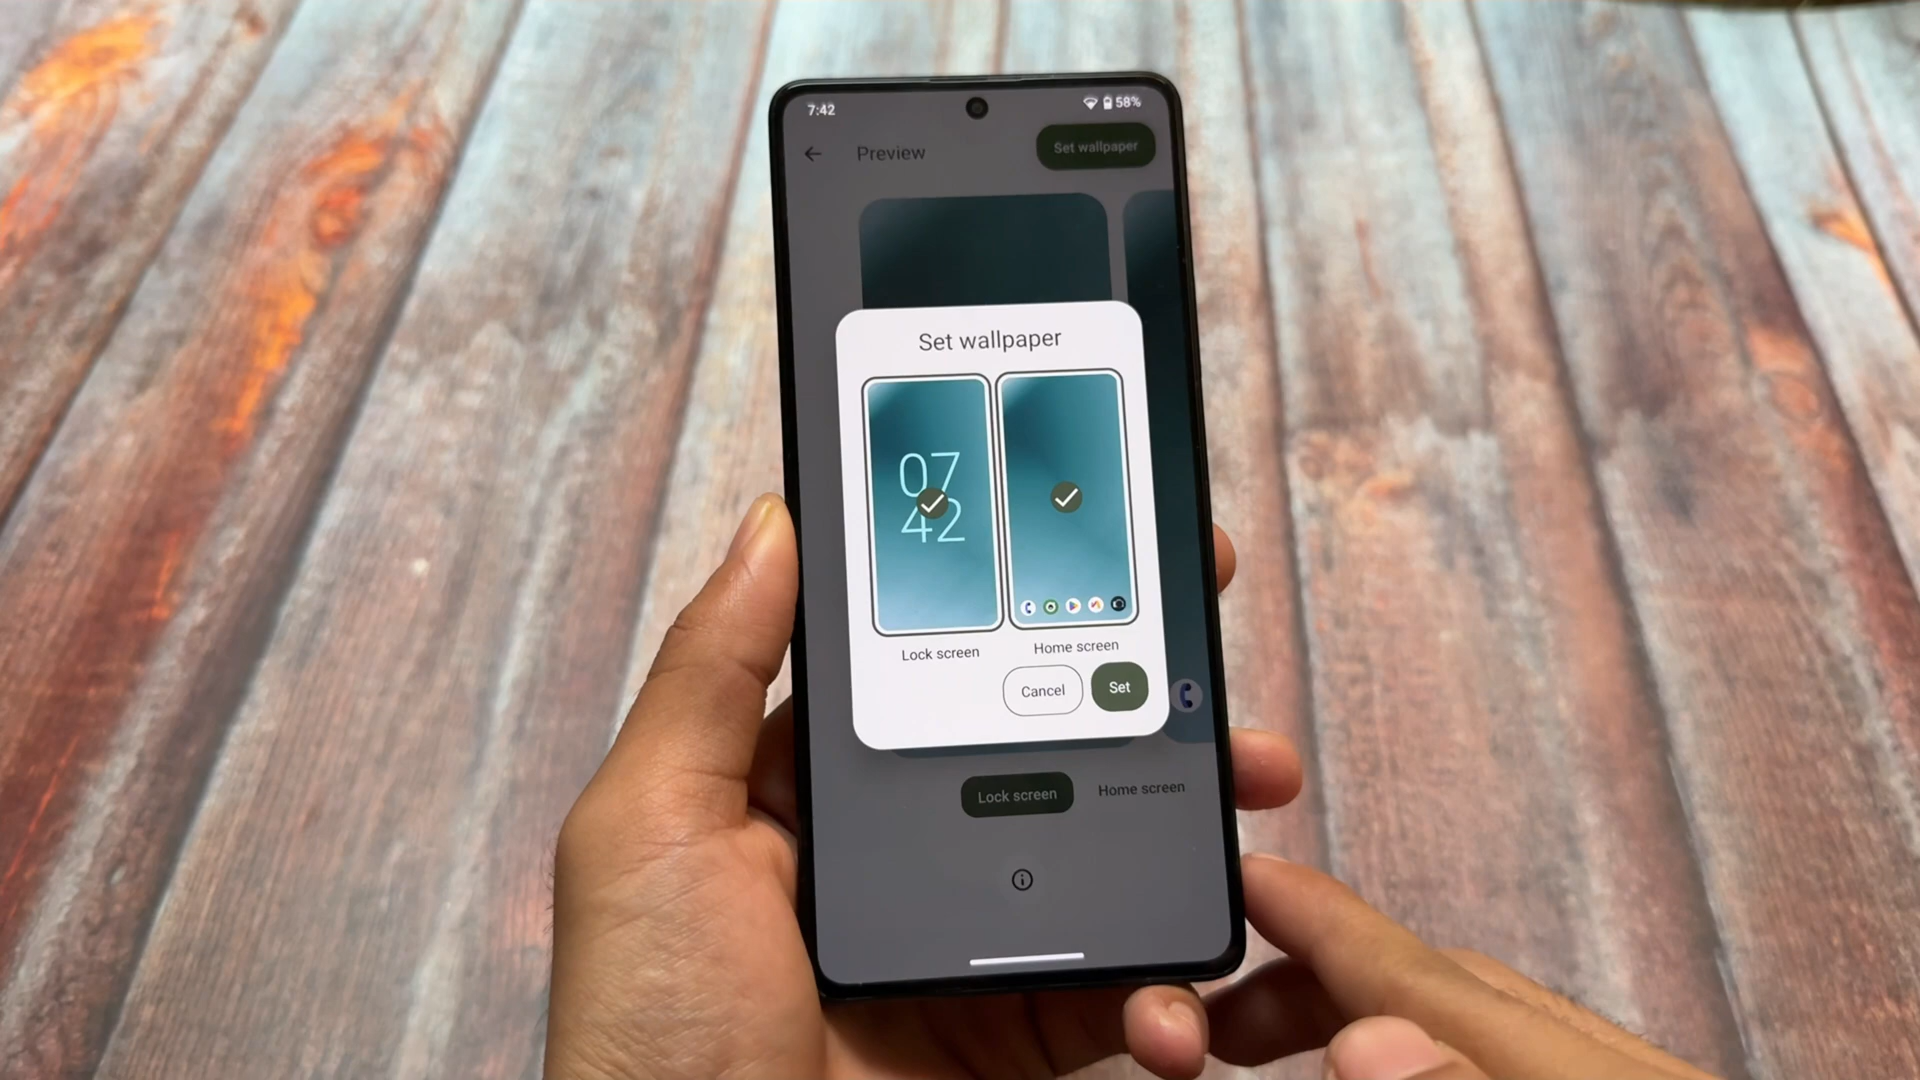 7:42
58%
Preview
Set wallpaper
Set wallpaper
07
42
Lock screen
Home screen
Cancel
Set
Lock screen
Home screen